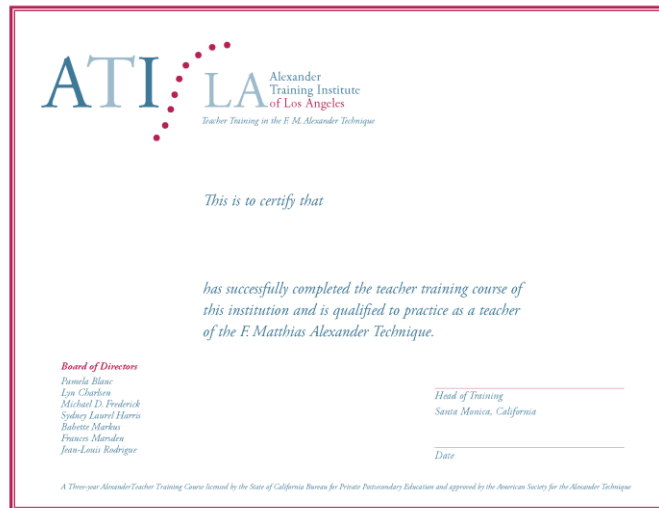 ATI LA
Alexander
Training Institute
of Los Angeles
Teacher Training in the F. M. Alexander Technique
This is to certify that
has successfully completed the teacher training course of
this institution and is qualified to practice as a teacher
of the F. Matthias Alexander Technique.
Board of Directors
Pamela Blanc
Lyn Charlsen
Michael D. Frederick
Sydney Laurel Harris
Babette Markus
Frances Marsden
Jean-Louis Rodrigue
Head of Training
Santa Monica, California
Date
A Three-year AlexanderTeacher Training Course licensed by the State of California Bureau for Private Postsecondary Education and approved by the American Society for the Alexander Technique